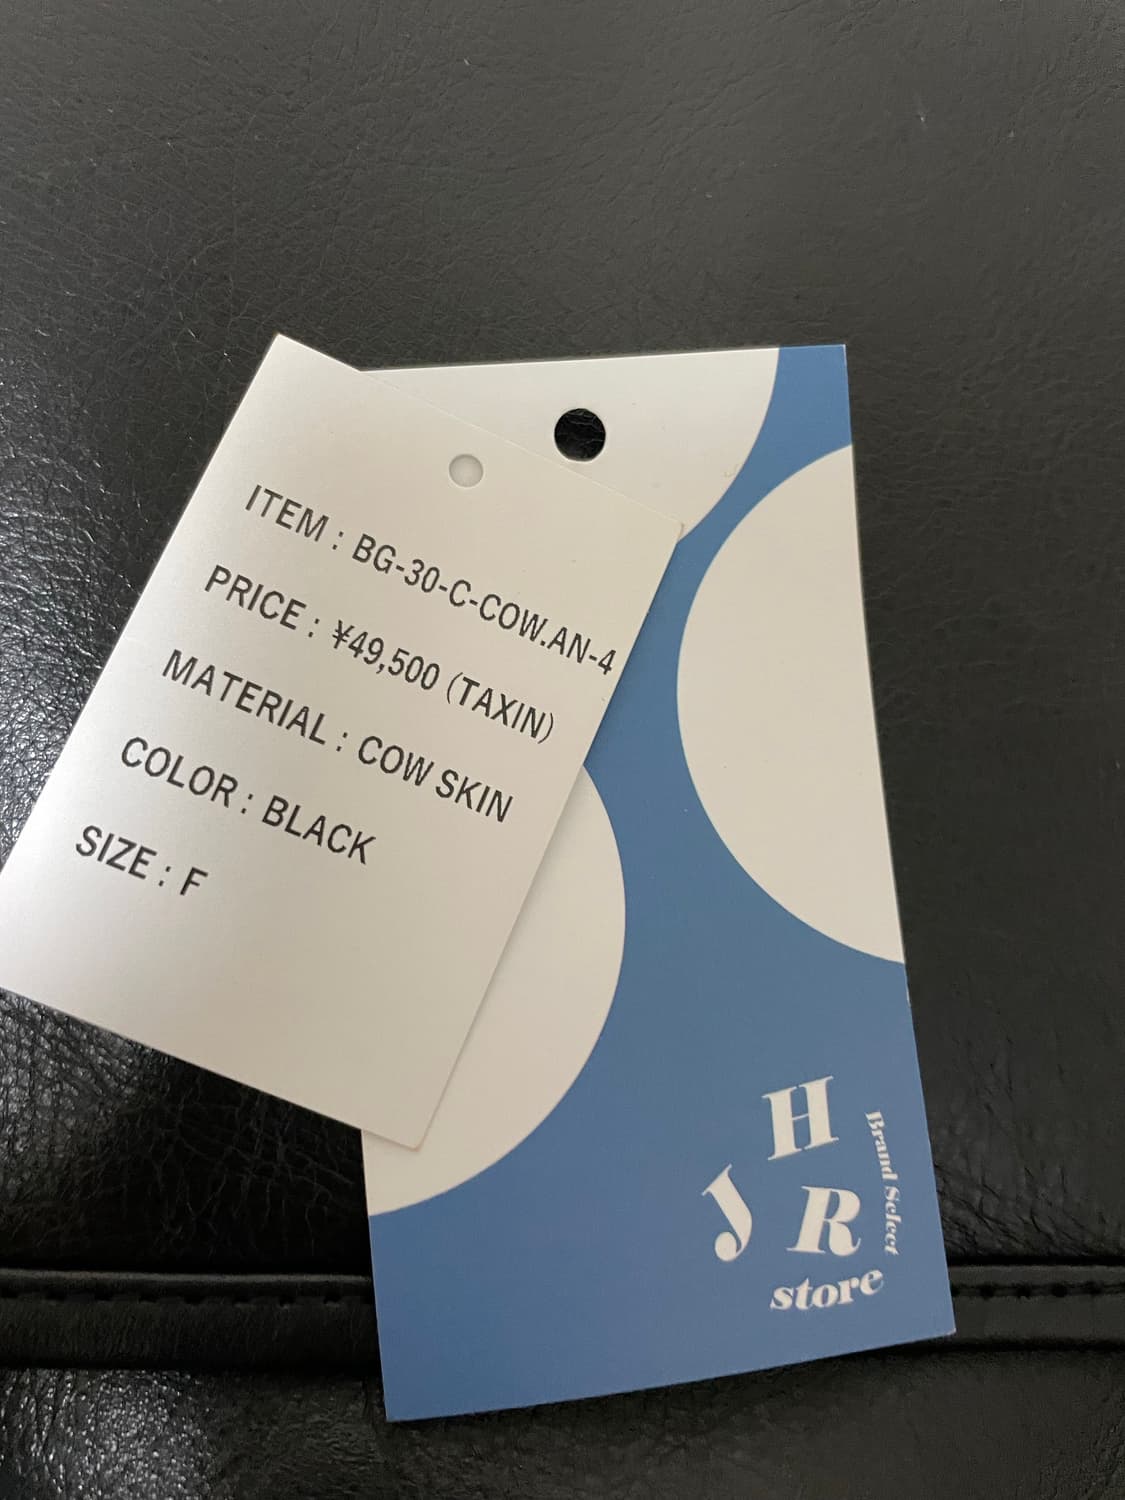 ITEM : BG-30-C-COW.AN-4
PRICE : ¥49,500 (TAXIN)
MATERIAL : COW SKIN
COLOR : BLACK
SIZE : F
H
J R
store
Brand Select